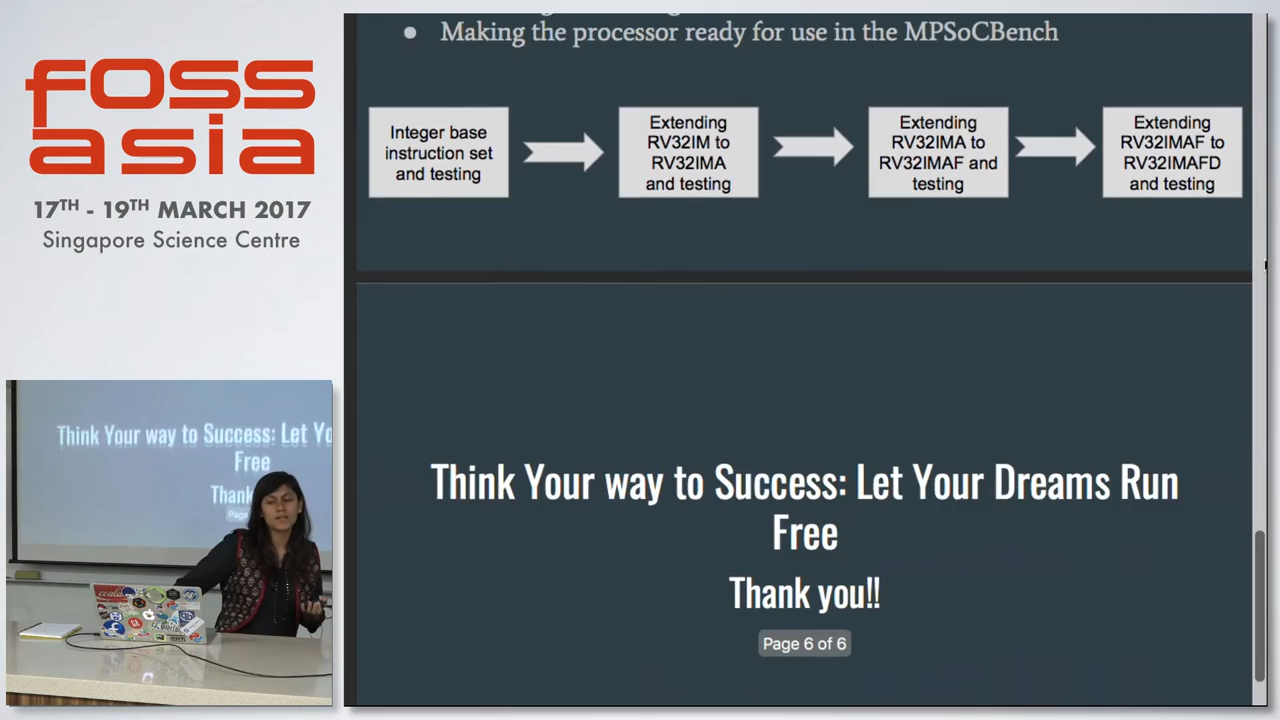 foss
asia
17TH - 19TH MARCH 2017
Singapore Science Centre
● Making the processor ready for use in the MPSoCBench
Integer base
instruction set
and testing
Extending
RV32IM to
RV32IMA
and testing
Extending
RV32IMA to
RV32IMAF and
testing
Extending
RV32IMAF to
RV32IMAFD
and testing
Think Your way to Success: Let Your Dreams Run
Free
Thank you!!
Page 6 of 6
Think Your way to Success: Let Yo
Free
Thank
Page
coala